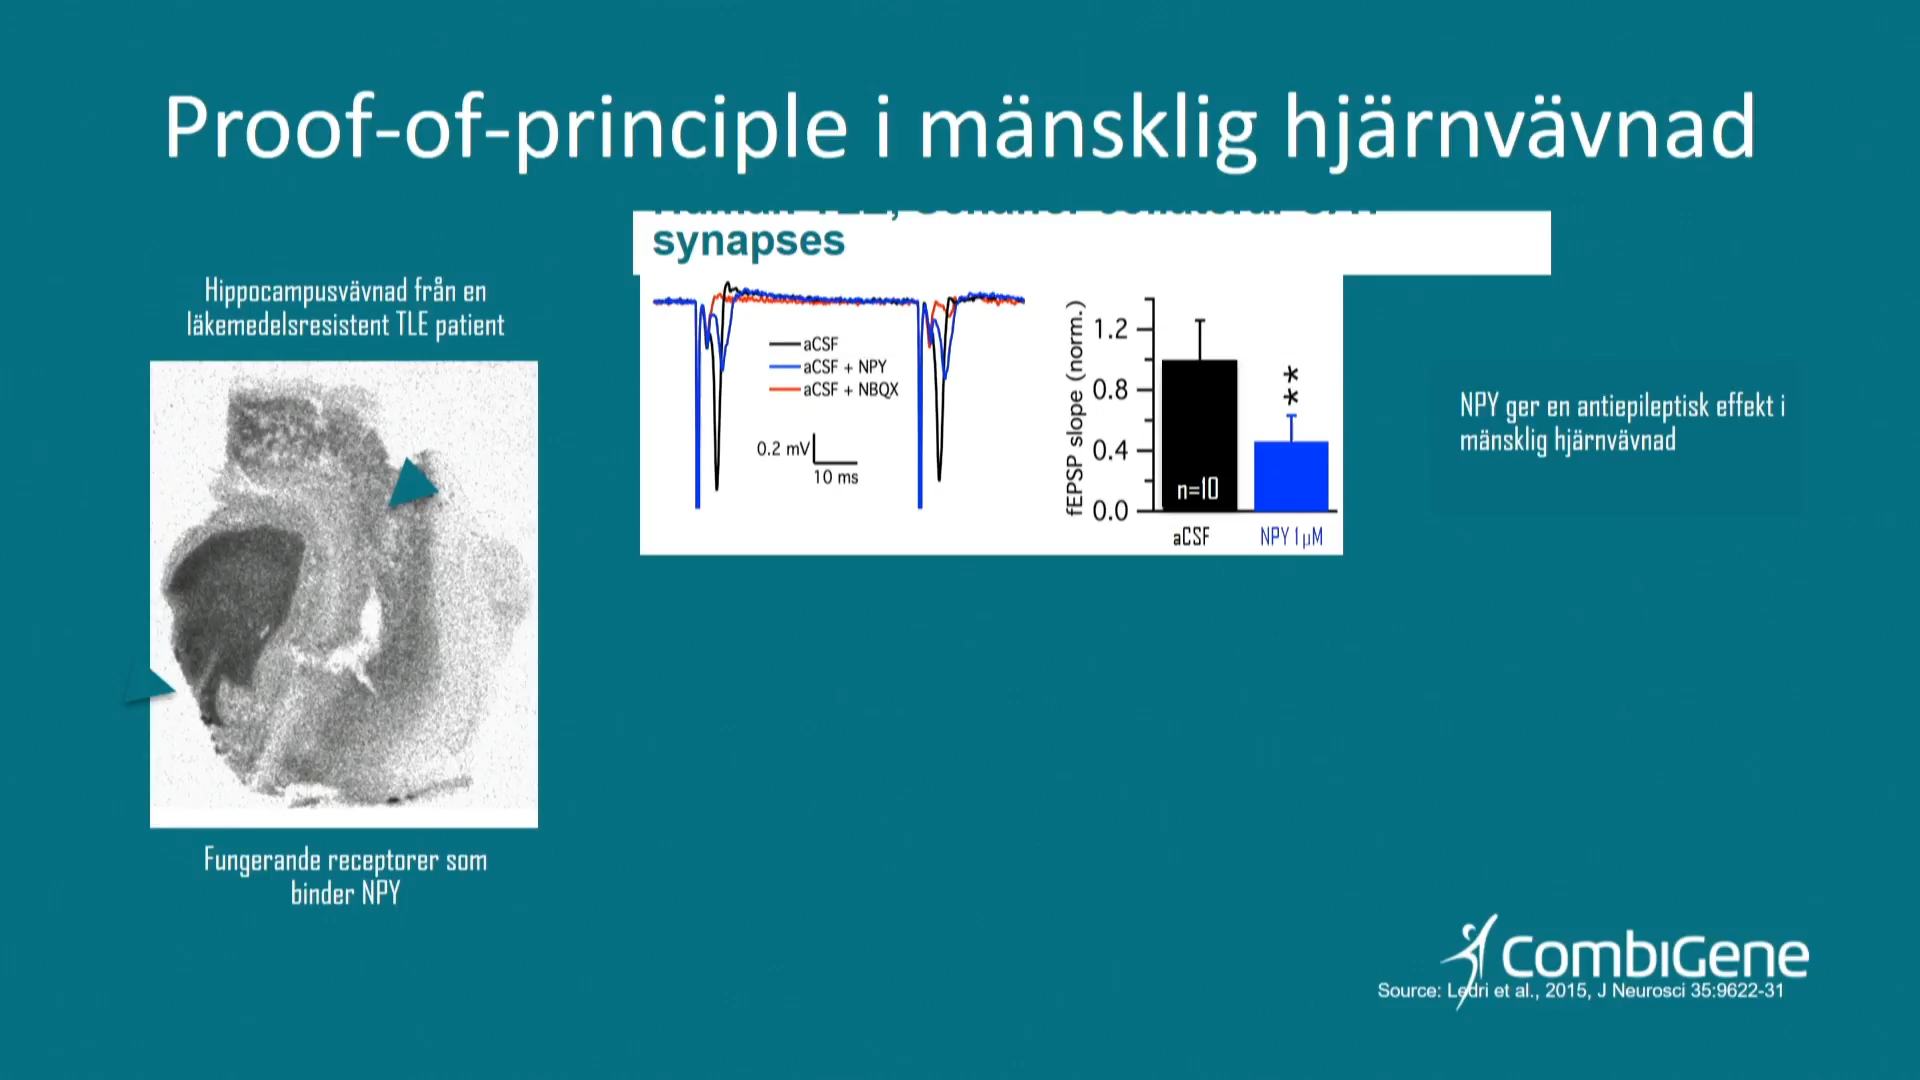 Proof-of-principle i mänsklig hjärnvävnad
synapses
Hippocampusvävnad från en
läkemedelsresistent TLE patient
aCSF
aCSF + NPY
aCSF + NBQX
0.2 mV
10 ms
fEPSP slope (norm.)
1.2
0.8
0.4
0.0
**
n=10
aCSF
NPY 1 µM
NPY ger en antiepileptisk effekt i
mänsklig hjärnvävnad
Fungerande receptorer som
binder NPY
CombiGene
Source: Ledri et al., 2015, J Neurosci 35:9622-31